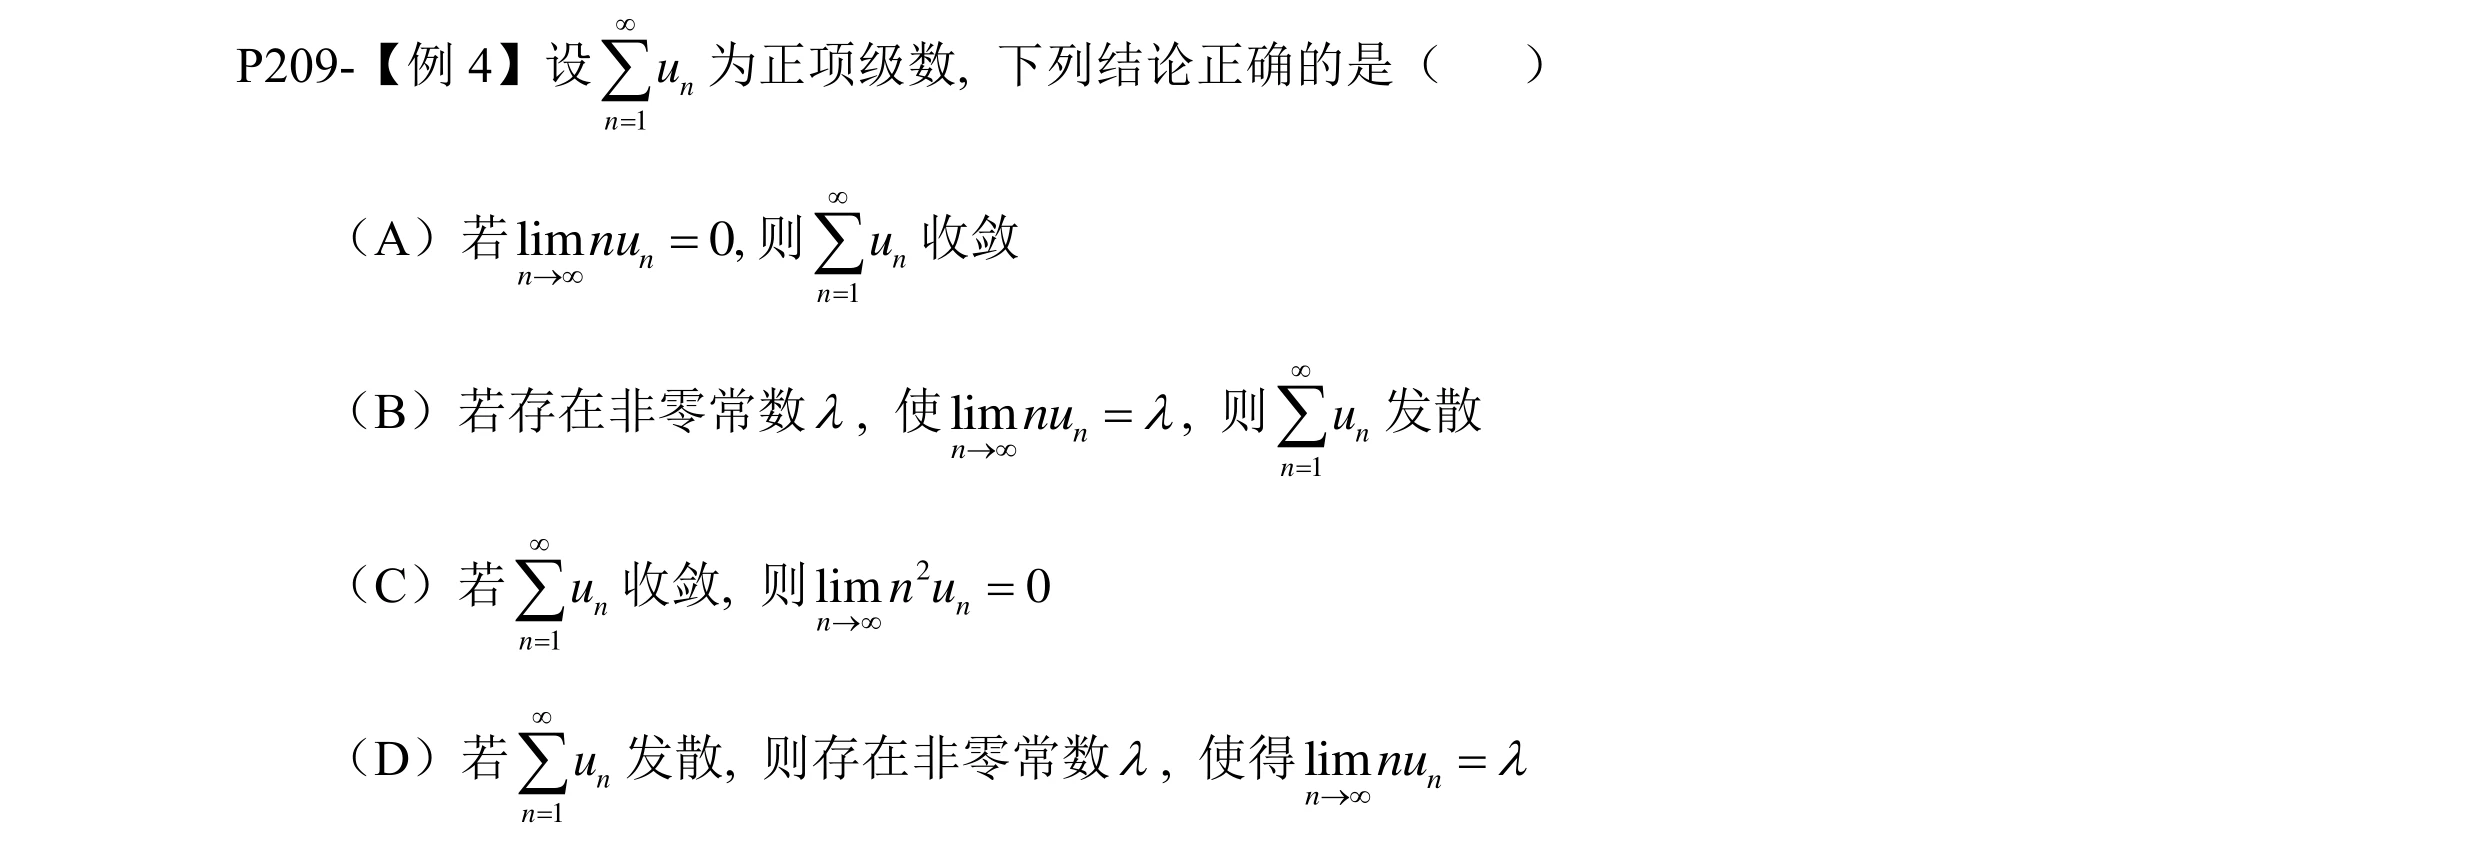 P209-【例 4】设$\sum_{n=1}^{\infty} u_n$为正项级数, 下列结论正确的是（　　）
（A）若$\lim_{n\to\infty} nu_n = 0$, 则$\sum_{n=1}^{\infty} u_n$收敛
（B）若存在非零常数$\lambda$, 使$\lim_{n\to\infty} nu_n = \lambda$, 则$\sum_{n=1}^{\infty} u_n$发散
（C）若$\sum_{n=1}^{\infty} u_n$收敛, 则$\lim_{n\to\infty} n^2 u_n = 0$
（D）若$\sum_{n=1}^{\infty} u_n$发散, 则存在非零常数$\lambda$, 使得$\lim_{n\to\infty} nu_n = \lambda$